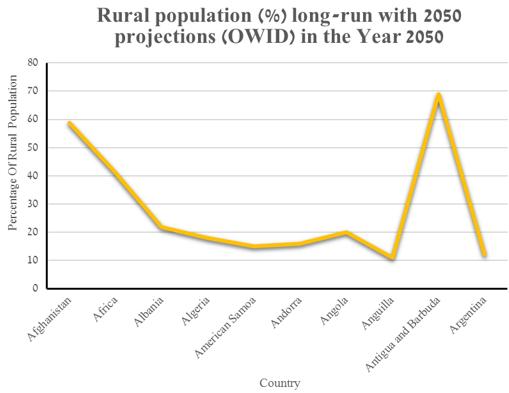 Rural population (%) long-run with 2050
projections (OWID) in the Year 2050
Percentage Of Rural Population
80
70
60
50
40
30
20
10
0
Afghanistan
Africa
Albania
Algeria
American Samoa
Andorra
Angola
Anguilla
Antigua and Barbuda
Argentina
Country